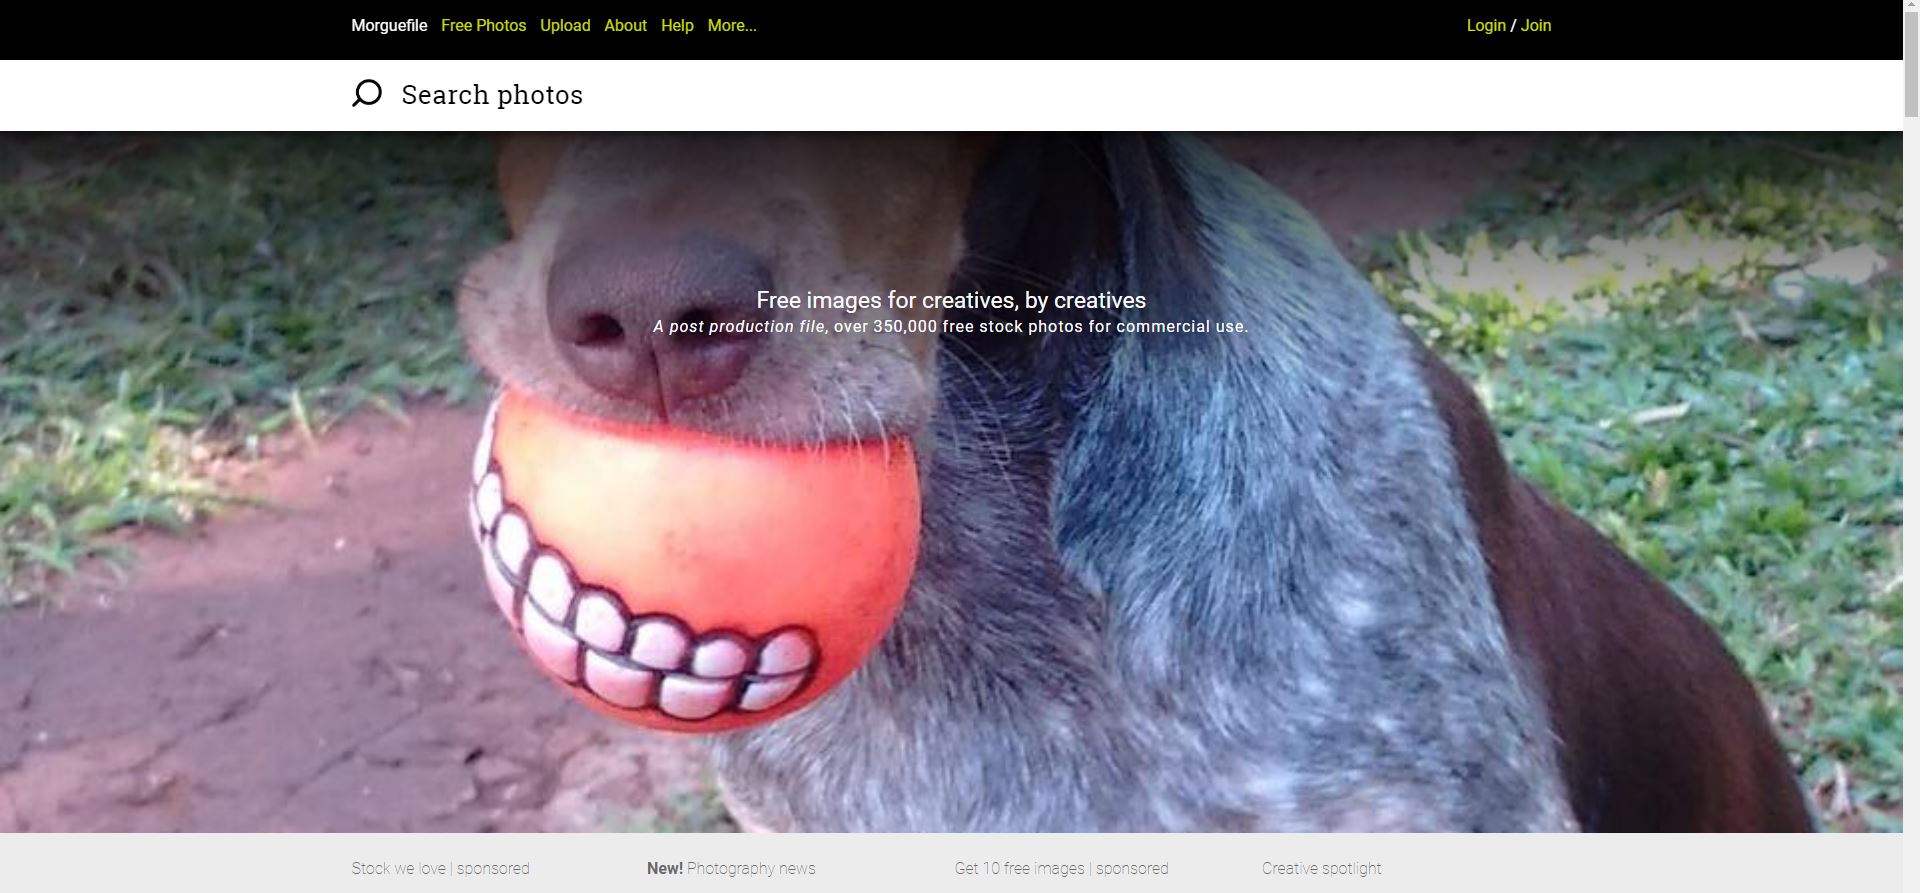 Morguefile Free Photos Upload About Help More... Login / Join
Search photos
Free images for creatives, by creatives
A post production file, over 350,000 free stock photos for commercial use.
Stock we love | sponsored New! Photography news Get 10 free images | sponsored Creative spotlight